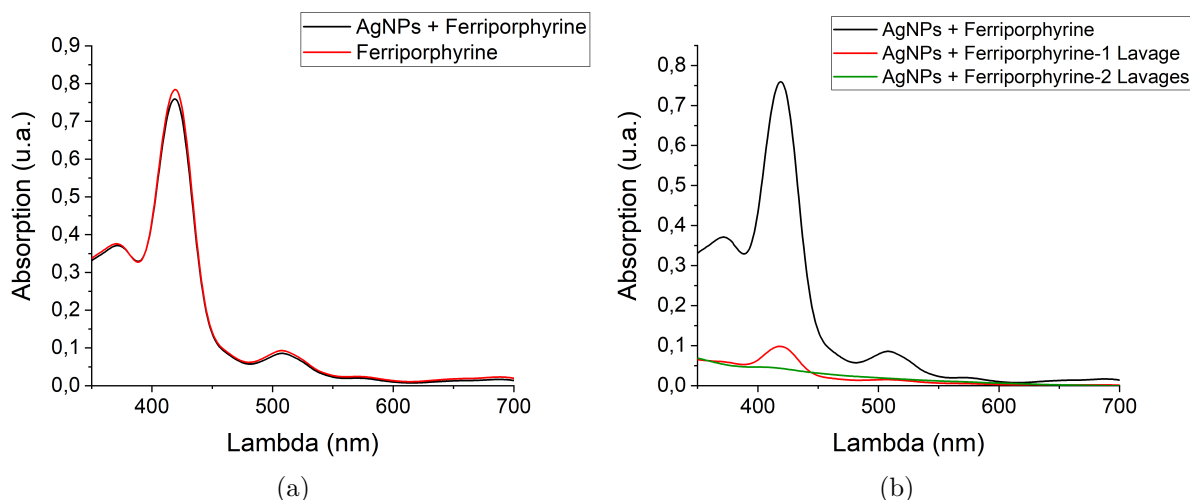 AgNPs + Ferriporphyrine
Ferriporphyrine
0,9
0,8
0,7
0,6
0,5
0,4
0,3
0,2
0,1
0,0
Absorption (u.a.)
400 500 600 700
Lambda (nm)
(a)
AgNPs + Ferriporphyrine
AgNPs + Ferriporphyrine-1 Lavage
AgNPs + Ferriporphyrine-2 Lavages
0,8
0,7
0,6
0,5
0,4
0,3
0,2
0,1
0,0
Absorption (u.a.)
400 500 600 700
Lambda (nm)
(b)